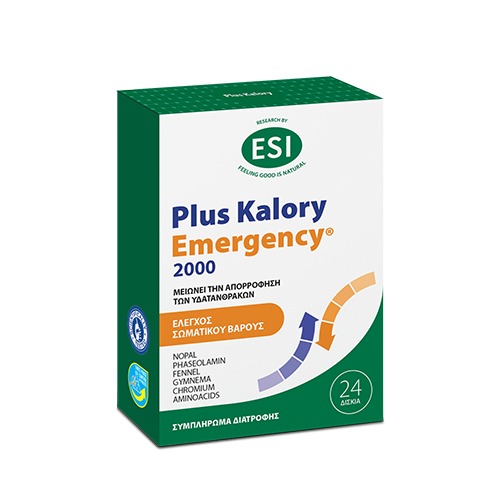 Plus Kalory
RESEARCH BY
ESI
FEELING GOOD IS NATURAL
Plus Kalory
Emergency®
2000
ΜΕΙΩΝΕΙ ΤΗΝ ΑΠΟΡΡΟΦΗΣΗ
ΤΩΝ ΥΔΑΤΑΝΘΡΑΚΩΝ
ΕΛΕΓΧΟΣ
ΣΩΜΑΤΙΚΟΥ ΒΑΡΟΥΣ
NOPAL
PHASEOLAMIN
FENNEL
GYMNEMA
CHROMIUM
AMINOACIDS
24
ΔΙΣΚΙΑ
ΣΥΜΠΛΗΡΩΜΑ ΔΙΑΤΡΟΦΗΣ